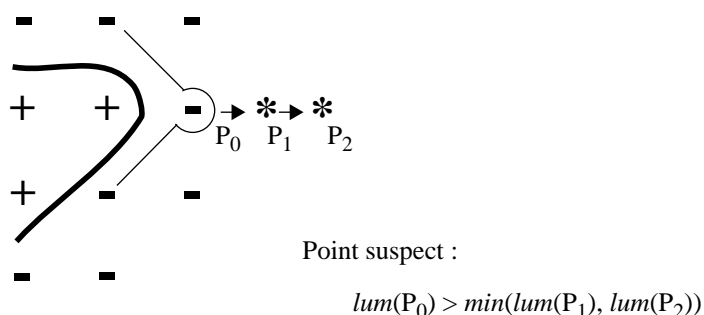 - - -
+ + - * *
P0 P1 P2
+ - -
- -
Point suspect :
lum(P0) > min(lum(P1), lum(P2))